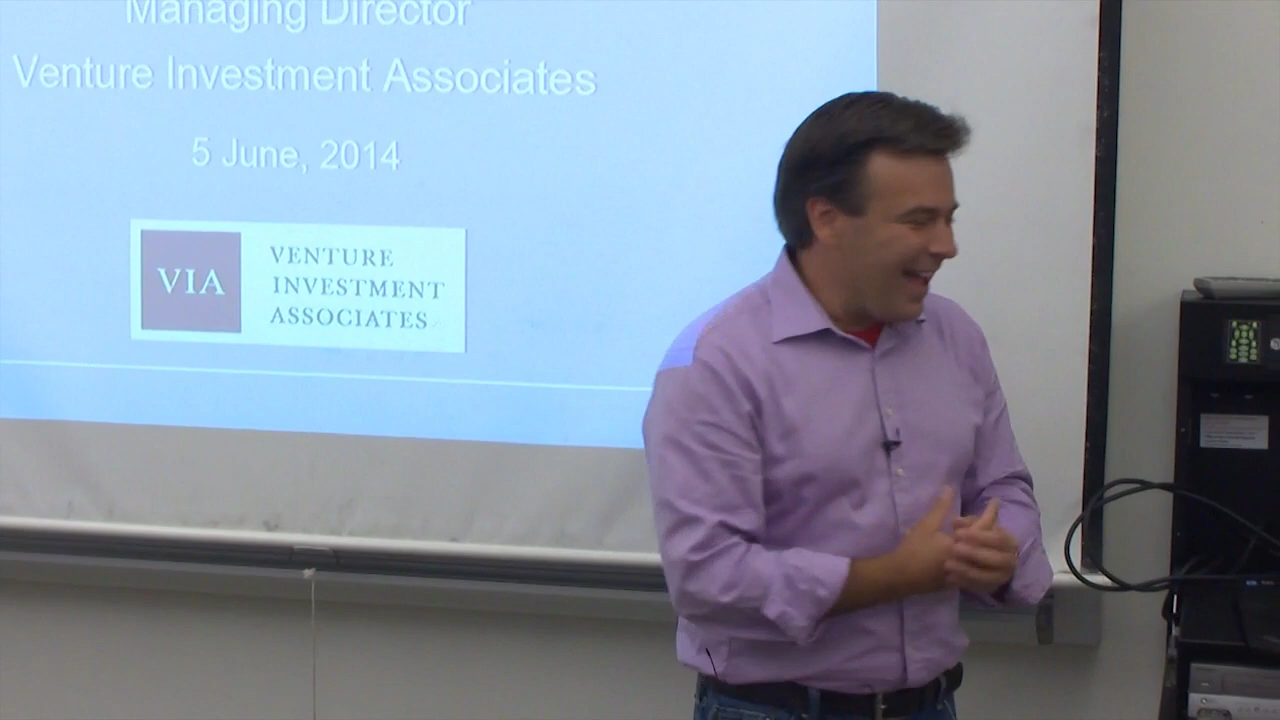 Managing Director
Venture Investment Associates
5 June, 2014
VIA
VENTURE
INVESTMENT
ASSOCIATES